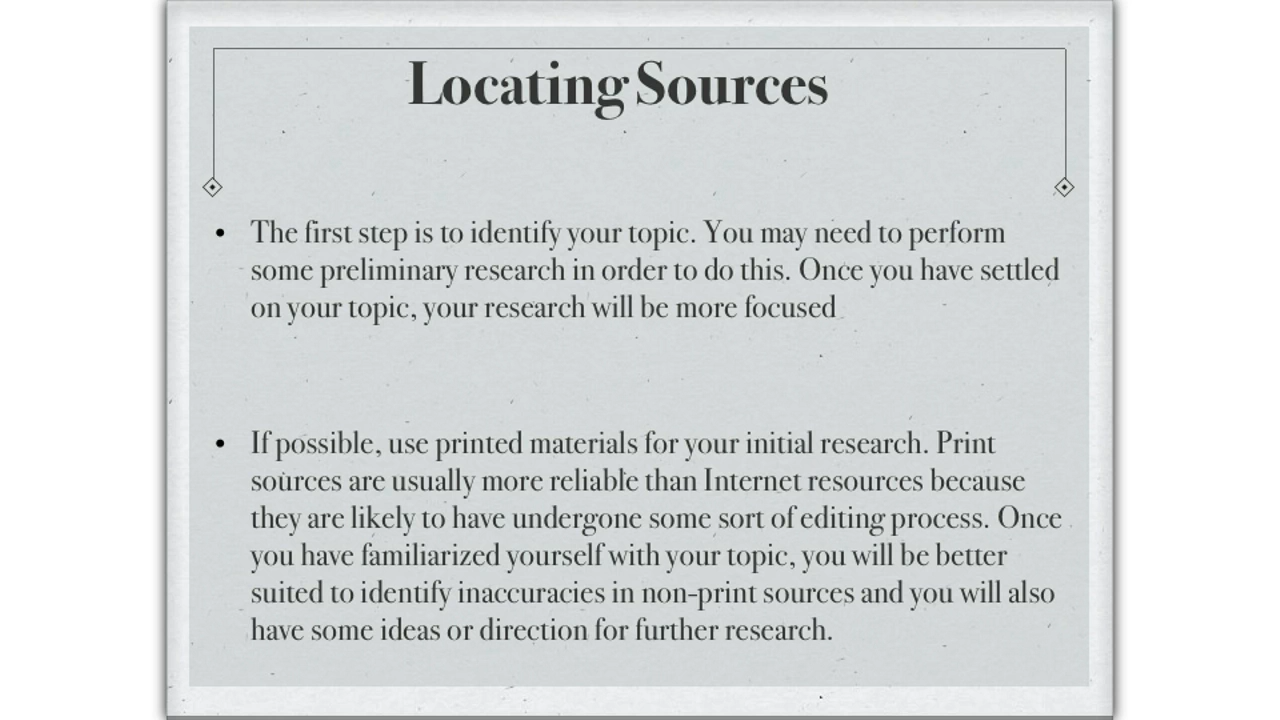 Locating Sources
• The first step is to identify your topic. You may need to perform
some preliminary research in order to do this. Once you have settled
on your topic, your research will be more focused
• If possible, use printed materials for your initial research. Print
sources are usually more reliable than Internet resources because
they are likely to have undergone some sort of editing process. Once
you have familiarized yourself with your topic, you will be better
suited to identify inaccuracies in non-print sources and you will also
have some ideas or direction for further research.